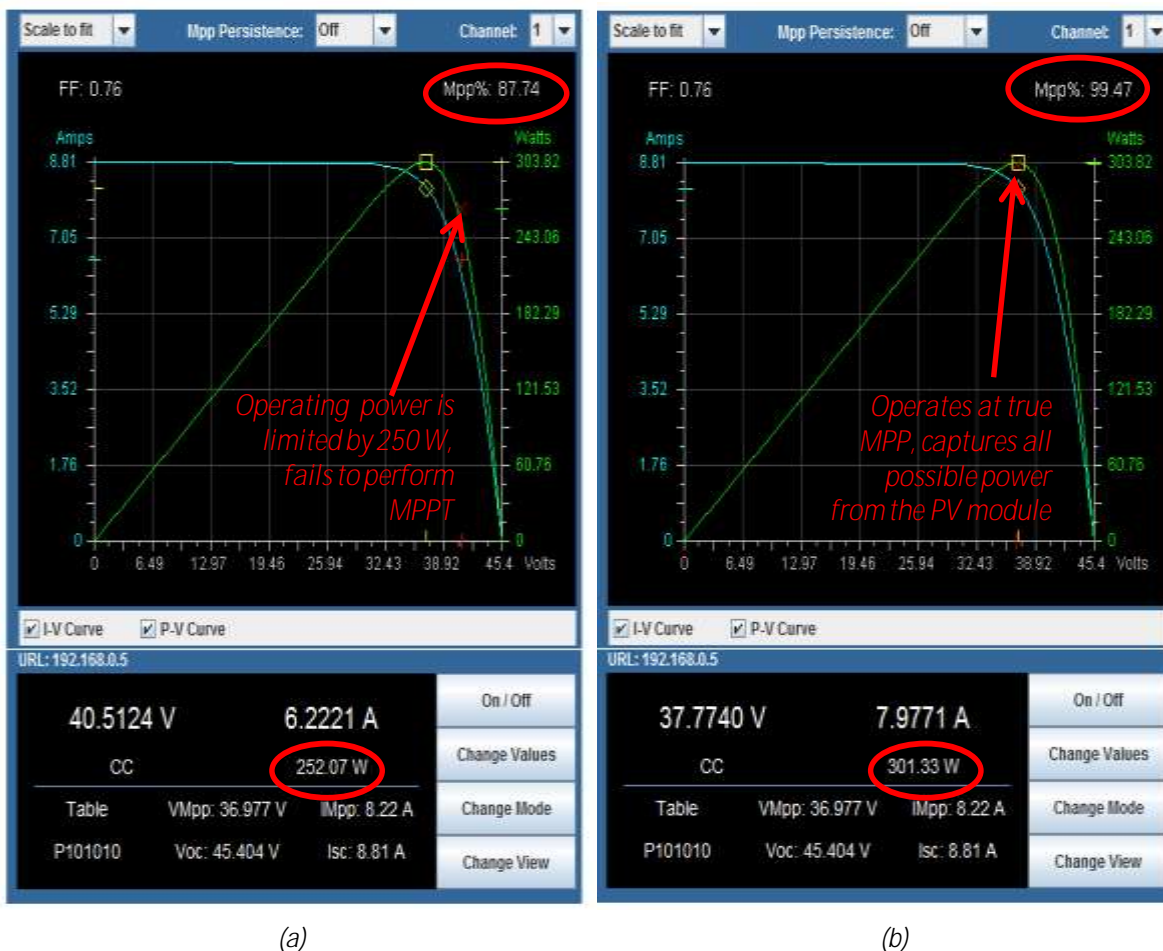 Scale to fit Mpp Persistence: Off Channel: 1
FF: 0.76 Mpp%: 87.74
Amps Watts
8.81 303.82
7.05 243.06
5.29 182.29
3.52 121.53
1.76 60.76
0 0
Operating power is
limited by 250 W,
fails to perform
MPPT
0 6.49 12.97 19.46 25.94 32.43 38.92 45.4 Volts
I-V Curve P-V Curve
URL: 192.168.0.5
40.5124 V 6.2221 A
CC 252.07 W
Table VMpp: 36.977 V IMpp: 8.22 A
P101010 Voc: 45.404 V Isc: 8.81 A
On / Off
Change Values
Change Mode
Change View
(a)
Scale to fit Mpp Persistence: Off Channel: 1
FF: 0.76 Mpp%: 99.47
Amps Watts
8.81 303.82
7.05 243.06
5.29 182.29
3.52 121.53
1.76 60.76
0 0
Operates at true
MPP, captures all
possible power
from the PV module
0 6.49 12.97 19.46 25.94 32.43 38.92 45.4 Volts
I-V Curve P-V Curve
URL: 192.168.0.5
37.7740 V 7.9771 A
CC 301.33 W
Table VMpp: 36.977 V IMpp: 8.22 A
P101010 Voc: 45.404 V Isc: 8.81 A
On / Off
Change Values
Change Mode
Change View
(b)